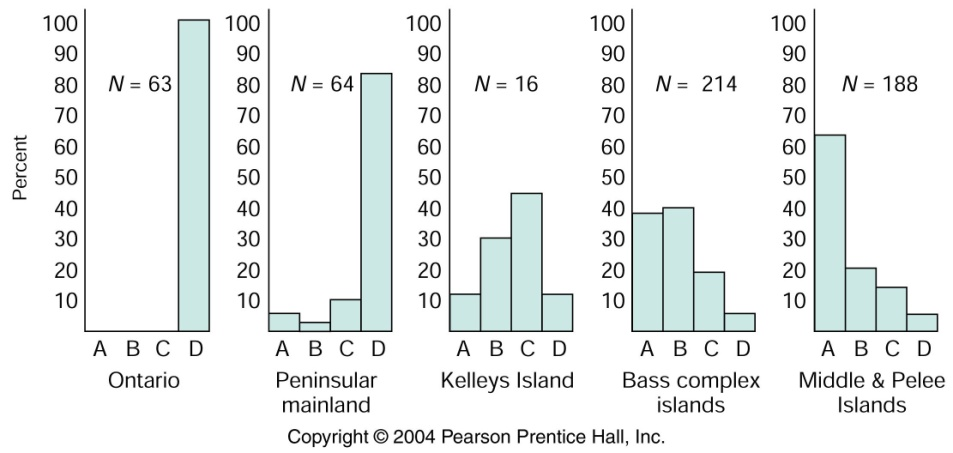 Percent
100
90
80
70
60
50
40
30
20
10
N = 63
A B C D
Ontario
100
90
80
70
60
50
40
30
20
10
N = 64
A B C D
Peninsular
mainland
100
90
80
70
60
50
40
30
20
10
N = 16
A B C D
Kelleys Island
100
90
80
70
60
50
40
30
20
10
N = 214
A B C D
Bass complex
islands
100
90
80
70
60
50
40
30
20
10
N = 188
A B C D
Middle & Pelee
Islands
Copyright © 2004 Pearson Prentice Hall, Inc.